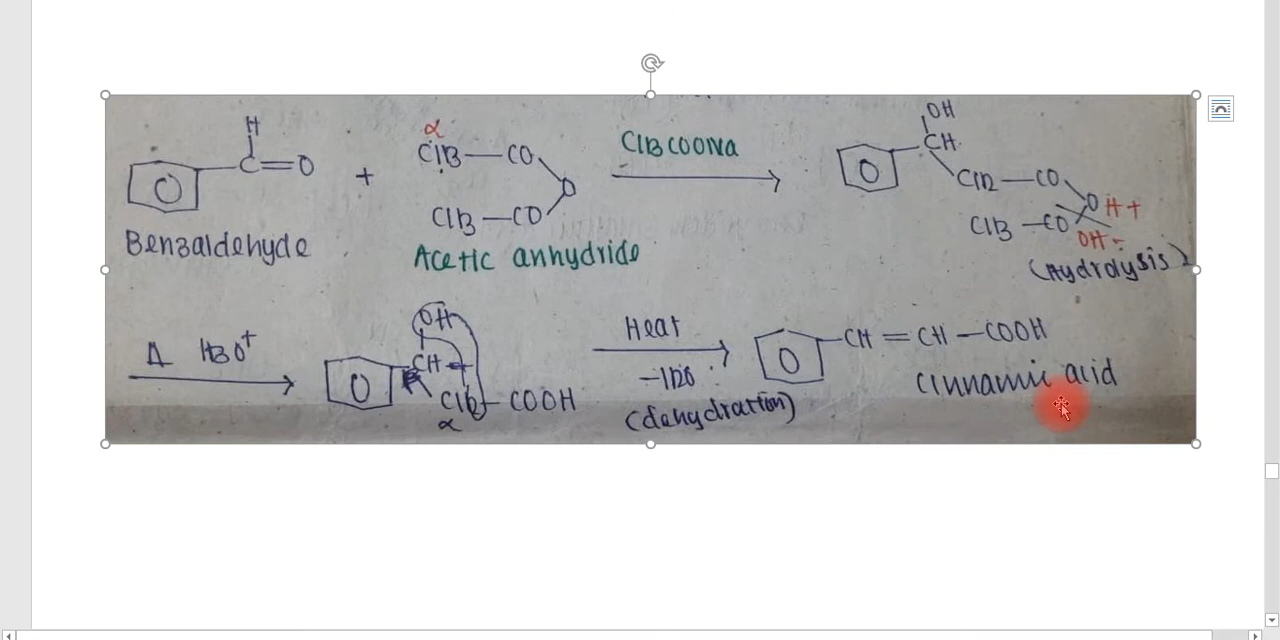 H
C=O
+
Benzaldehyde
α
CH3—CO
O
CH3—CO
Acetic anhydride
CH3COONa
OH
CH
CH2—CO
O H+
CH3—CO
OH-
(Hydrolysis)
Δ H3O+
OH
CH
CH—COOH
α
Heat
-H2O
(dehydration)
CH=CH—COOH
Cinnamic acid